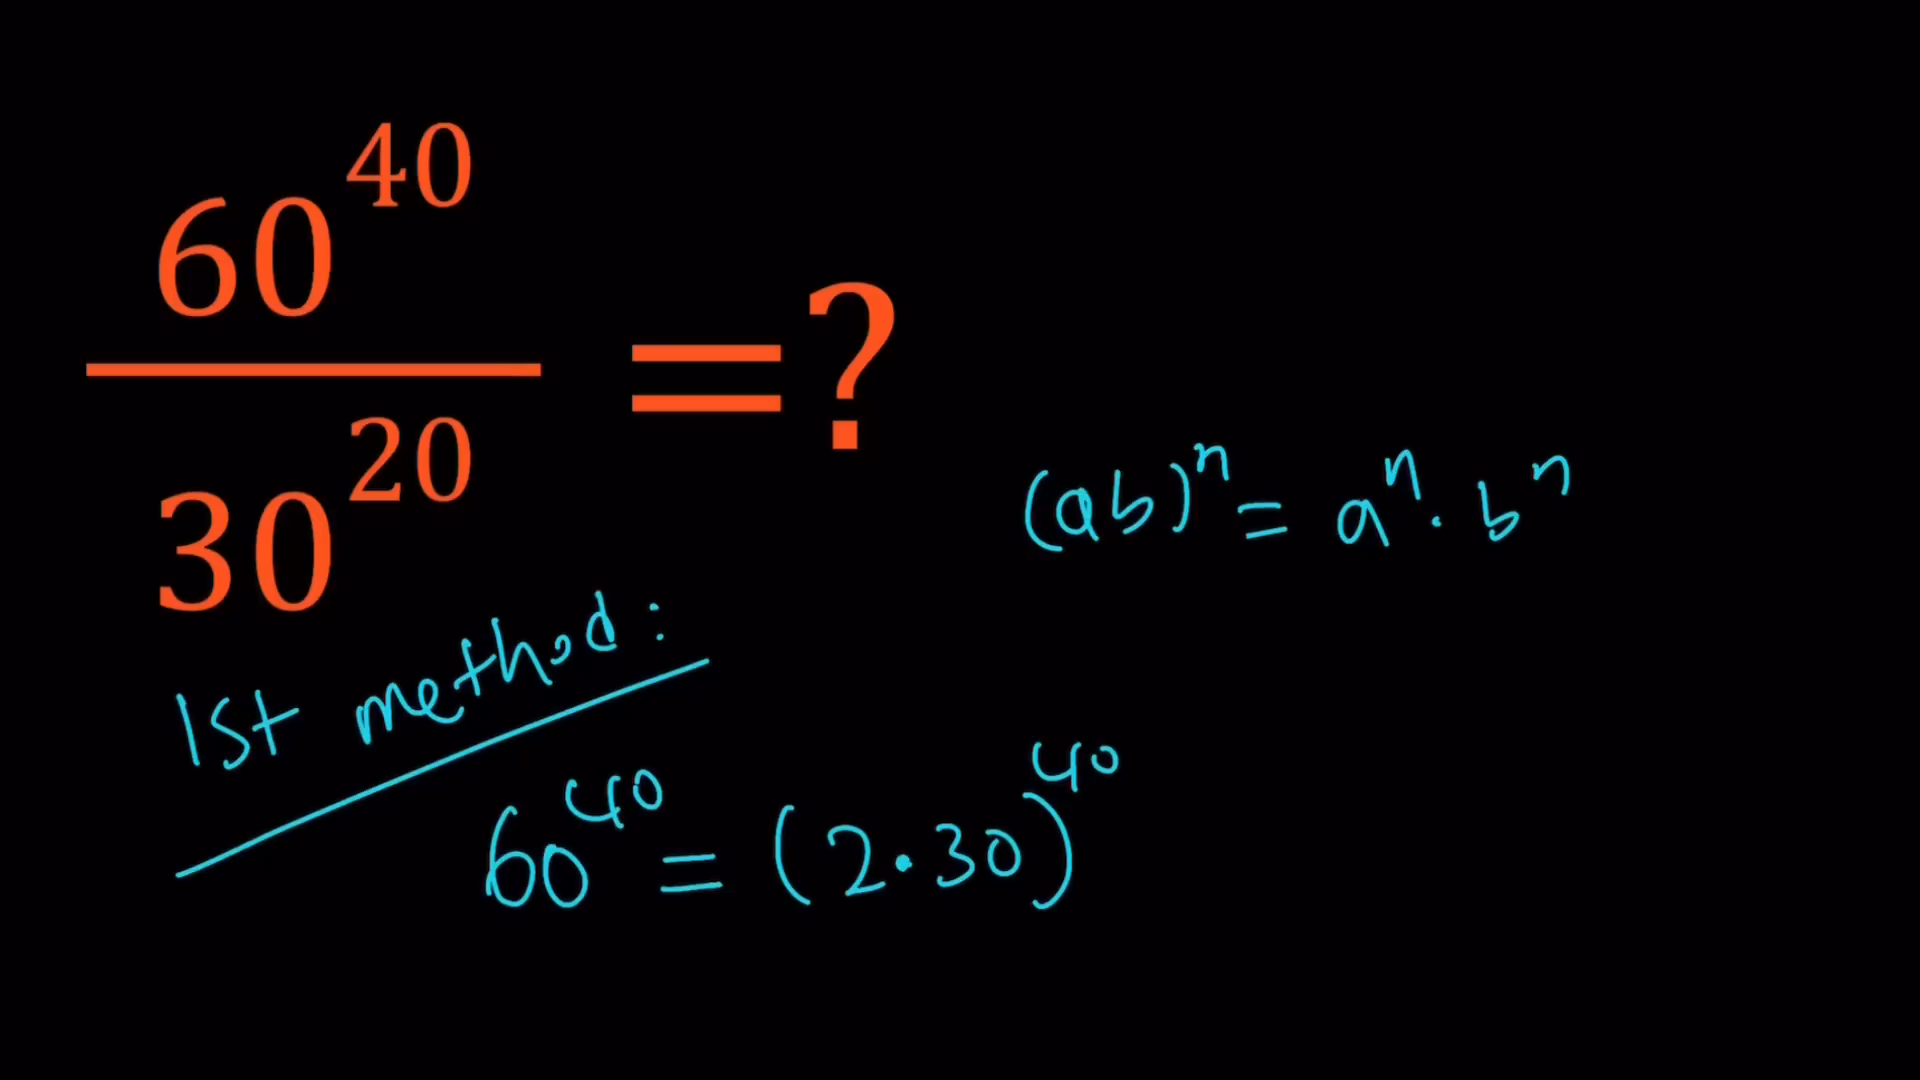 60^40
/
30^20 = ?
(ab)^n = a^n · b^n
1st method:
60^40 = (2·30)^40